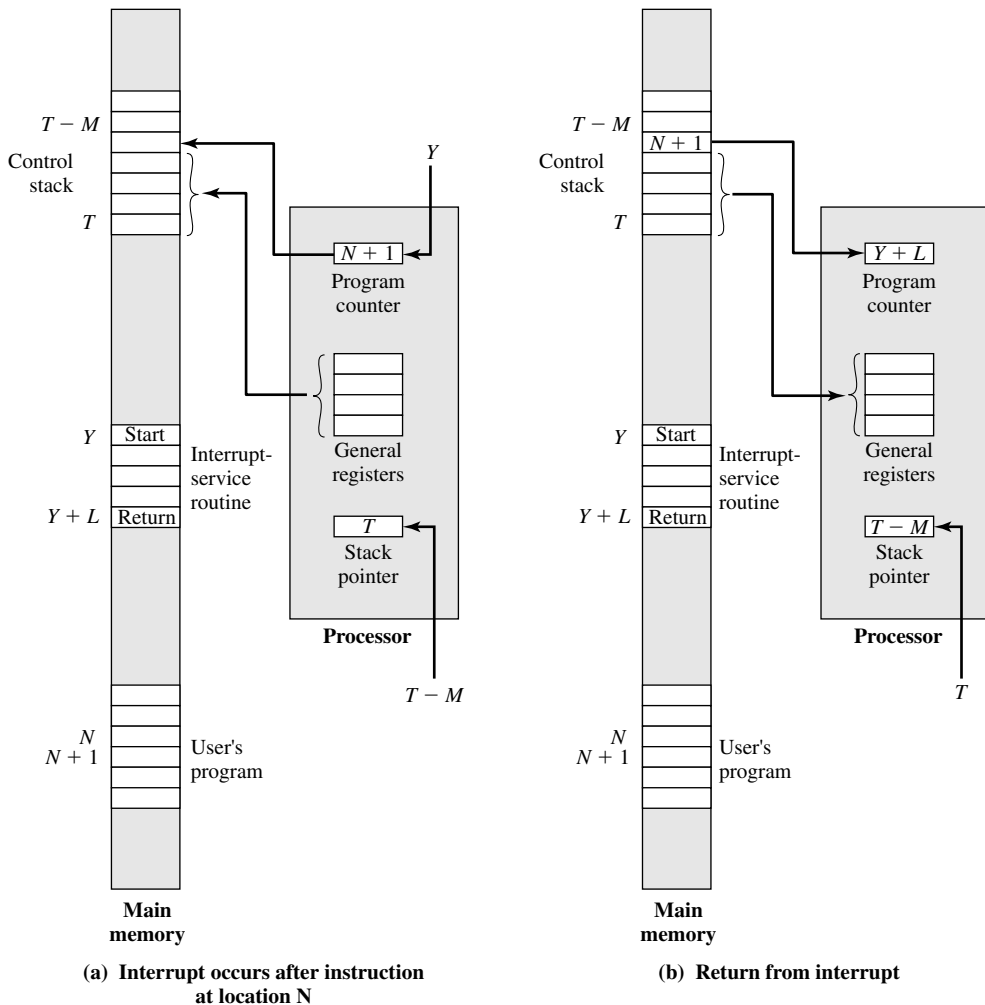 T − M
Control
stack
T
Y
N + 1
Program
counter
Y
Start
Interrupt-
service
routine
Y + L
Return
General
registers
T
Stack
pointer
Processor
T − M
N
N + 1
User's
program
Main
memory
(a) Interrupt occurs after instruction
at location N
T − M
N + 1
Control
stack
T
Y + L
Program
counter
Y
Start
Interrupt-
service
routine
Y + L
Return
General
registers
T − M
Stack
pointer
Processor
T
N
N + 1
User's
program
Main
memory
(b) Return from interrupt